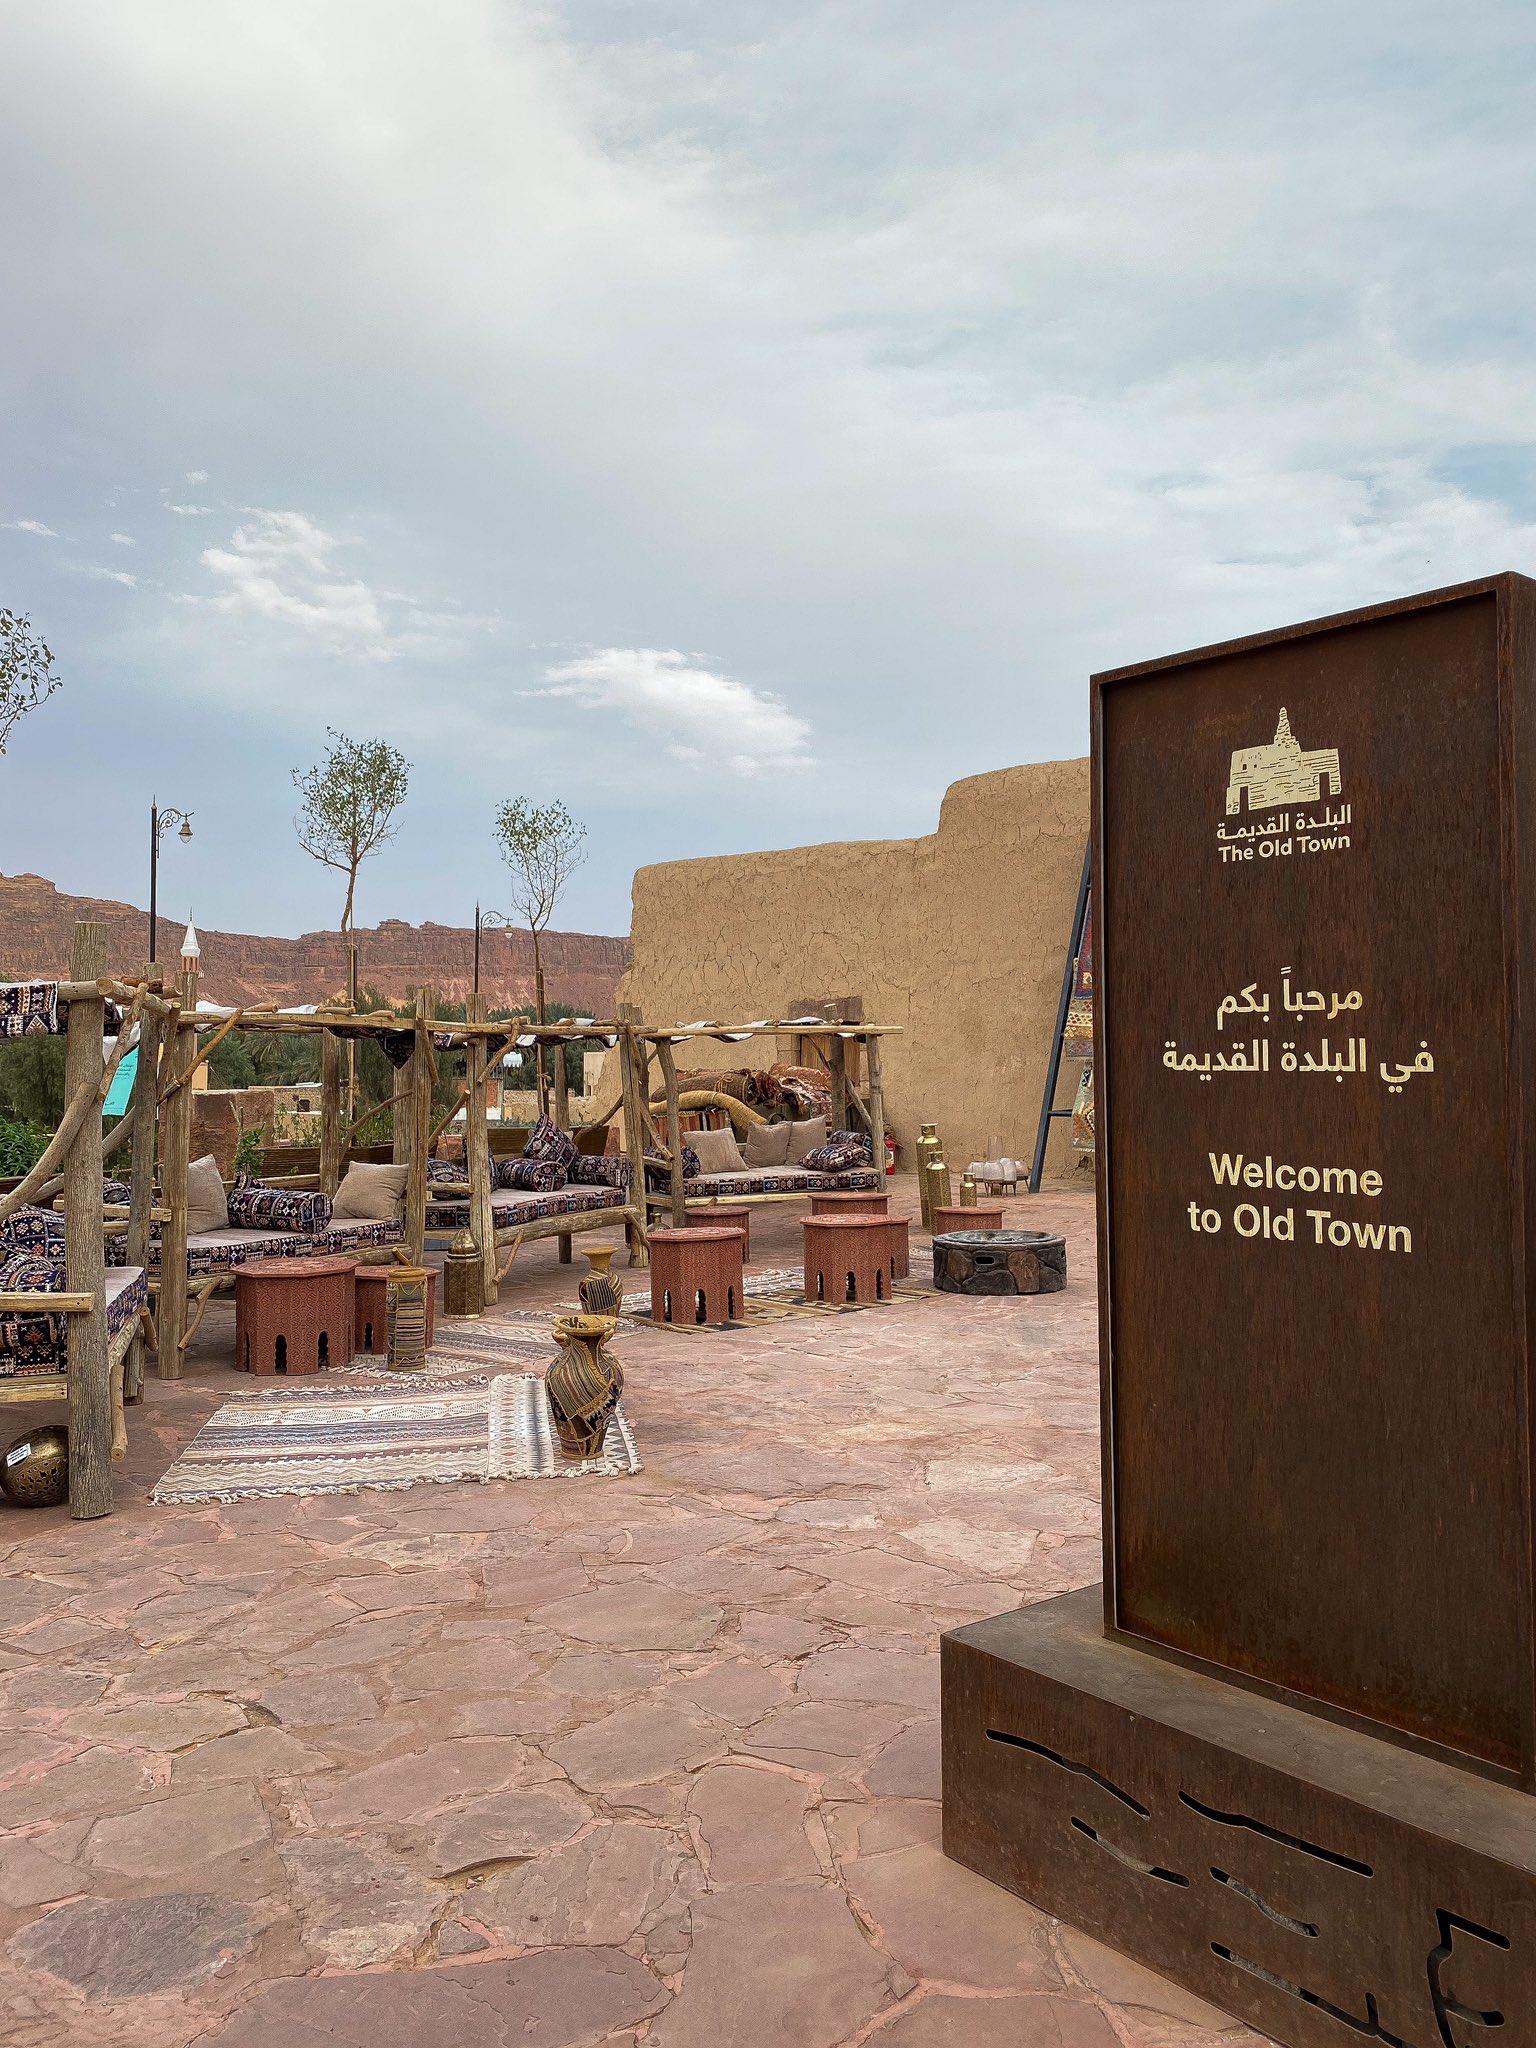 البلدة القديمة
The Old Town
مرحباً بكم
في البلدة القديمة
Welcome
to Old Town